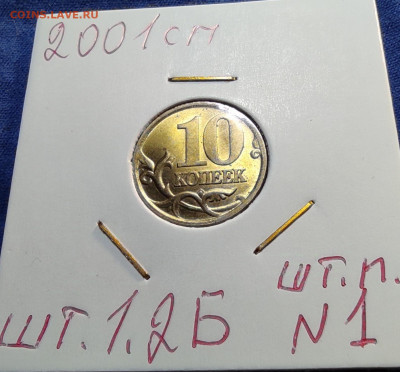 COINS.LAVE.RU
2001сп
10
КОПЕЕК
шт.п.
шт.1.2Б
N1